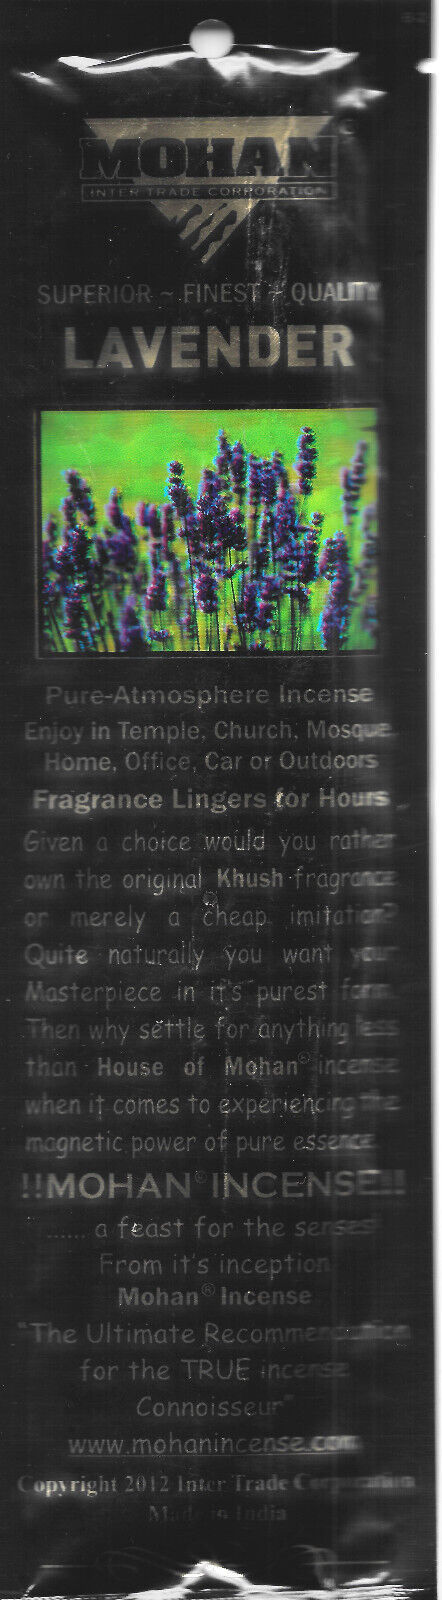 MOHAN
INTER TRADE CORPORATION
SUPERIOR ~ FINEST ~ QUALITY
LAVENDER
Pure-Atmosphere Incense
Enjoy in Temple, Church, Mosque,
Home, Office, Car or Outdoors
Fragrance Lingers for Hours
Given a choice would you rather
own the original Khush fragrance
or merely a cheap imitation?
Quite naturally you want your
Masterpiece in it's purest form.
Then why settle for anything less
than House of Mohan® incense
when it comes to experiencing the
magnetic power of pure essence.
!!MOHAN® INCENSE!!
...... a feast for the senses!
From it's inception
Mohan® Incense
"The Ultimate Recommendation
for the TRUE incense
Connoisseur"
www.mohanincense.com
Copyright 2012 Inter Trade Corporation
Made in India